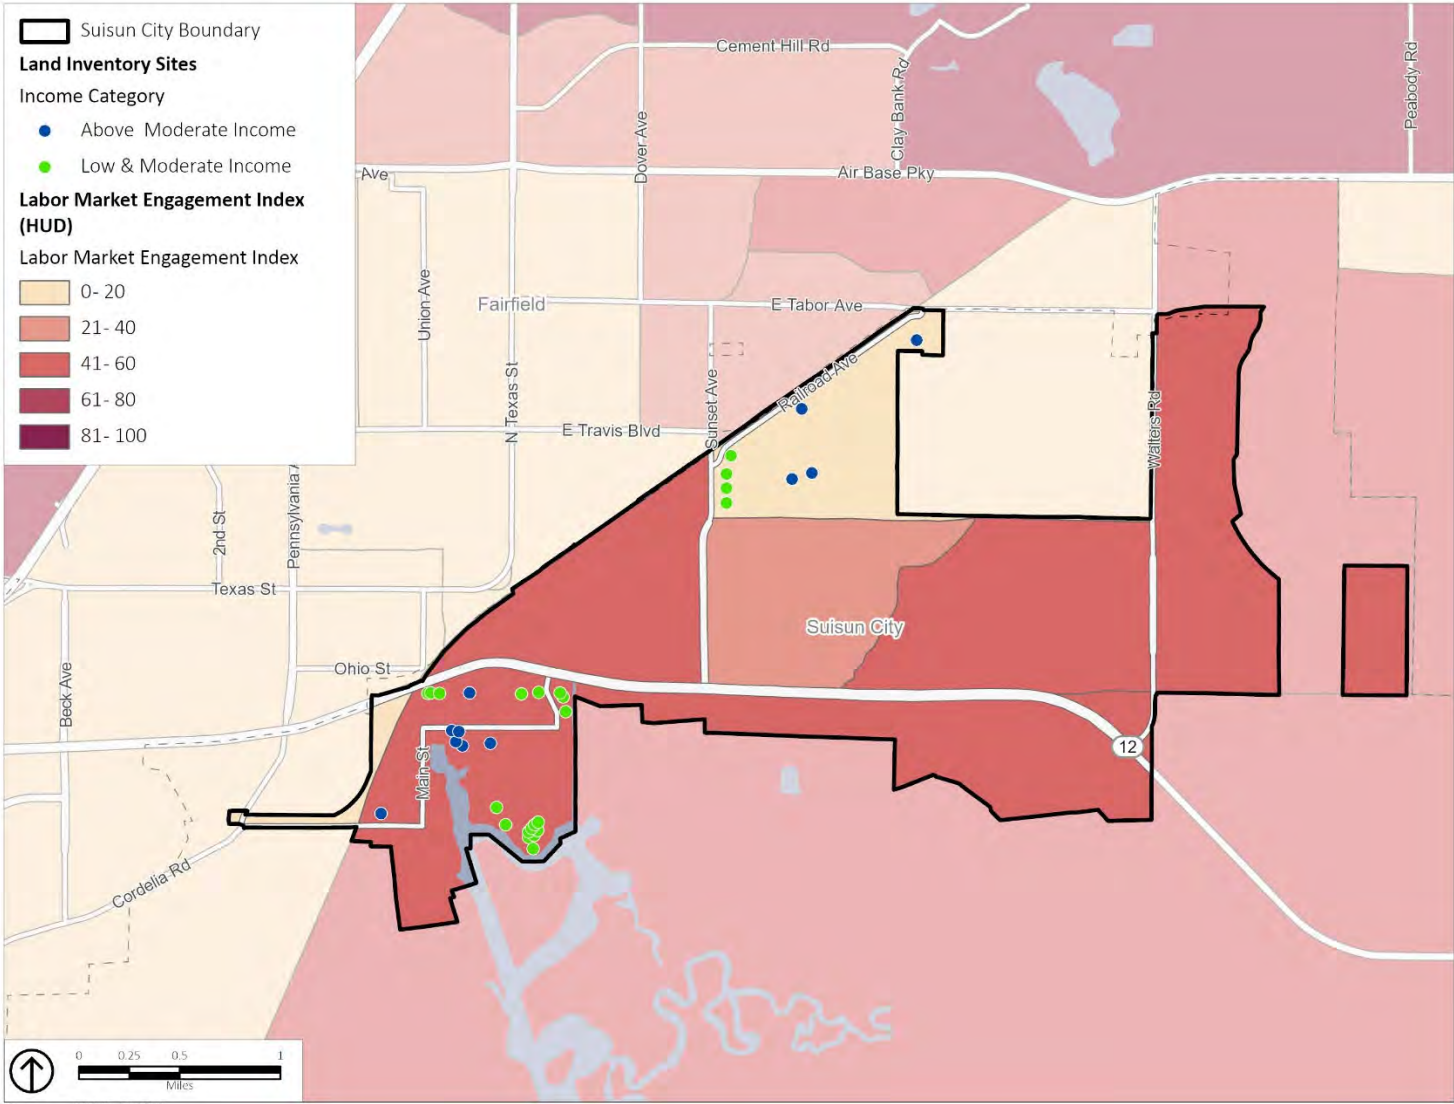 Suisun City Boundary
Land Inventory Sites
Income Category
Above Moderate Income
Low & Moderate Income
Labor Market Engagement Index
(HUD)
Labor Market Engagement Index
0- 20
21- 40
41- 60
61- 80
81- 100
Cement Hill Rd
Clay Bank Rd
Peabody Rd
Dover Ave
Ave
Air Base Pky
Union Ave
Fairfield
E Tabor Ave
N Texas St
Sunset Ave
Railroad Ave
E Travis Blvd
Walters Rd
2nd St
Pennsylvania A
Texas St
Suisun City
Ohio St
Beck Ave
Main St
12
Cordelia Rd
0 0.25 0.5 1
Miles